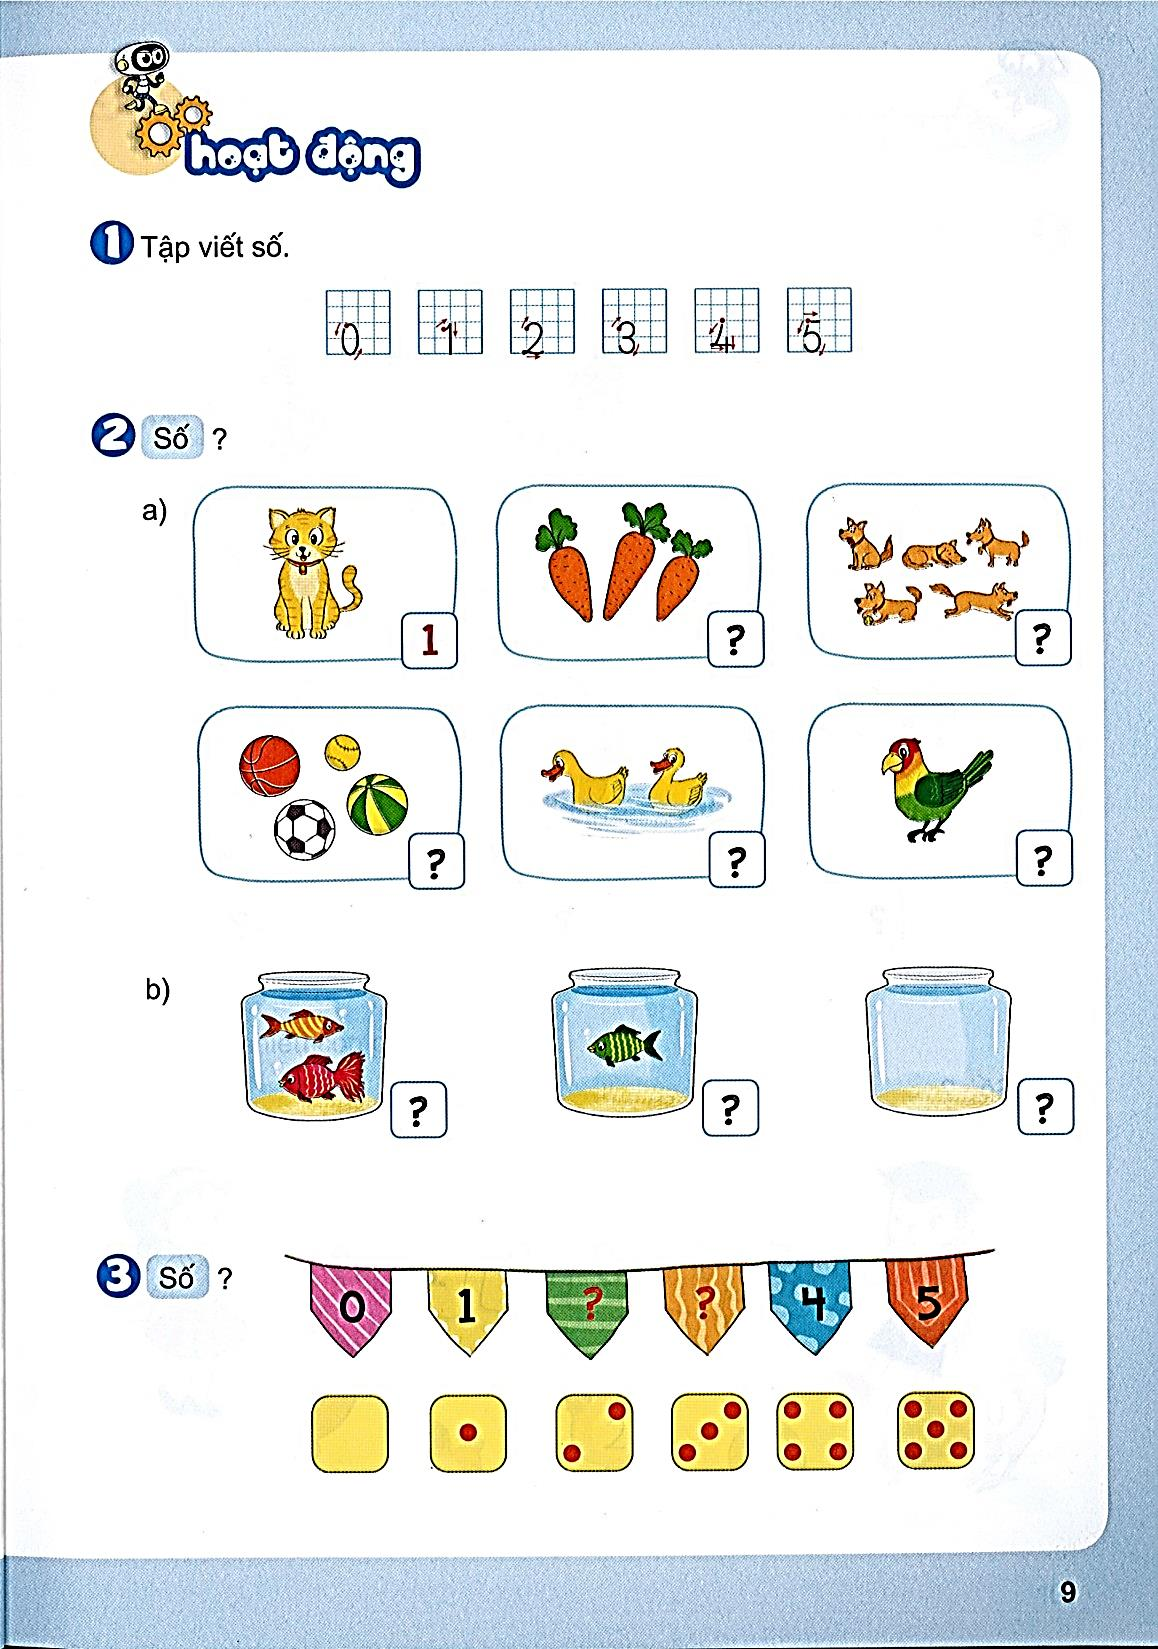 hoạt động
1 Tập viết số.
0 1 2 3 4 5
2 Số ?
a)
1 ? ?
? ? ?
b)
? ? ?
3 Số ?
0 1 ? ? 4 5
9